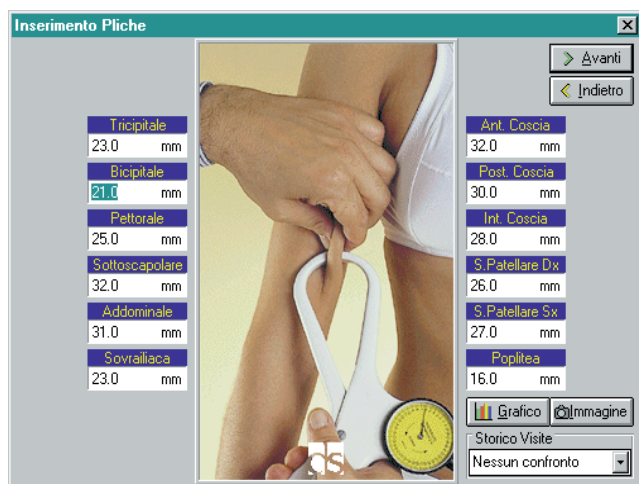 Inserimento Pliche
Avanti
Indietro
Tricipitale
23.0 mm
Bicipitale
21.0 mm
Pettorale
25.0 mm
Sottoscapolare
32.0 mm
Addominale
31.0 mm
Sovrailiaca
23.0 mm
Ant. Coscia
32.0 mm
Post. Coscia
30.0 mm
Int. Coscia
28.0 mm
S.Patellare Dx
26.0 mm
S.Patellare Sx
27.0 mm
Poplitea
16.0 mm
Grafico
Immagine
Storico Visite
Nessun confronto
ds